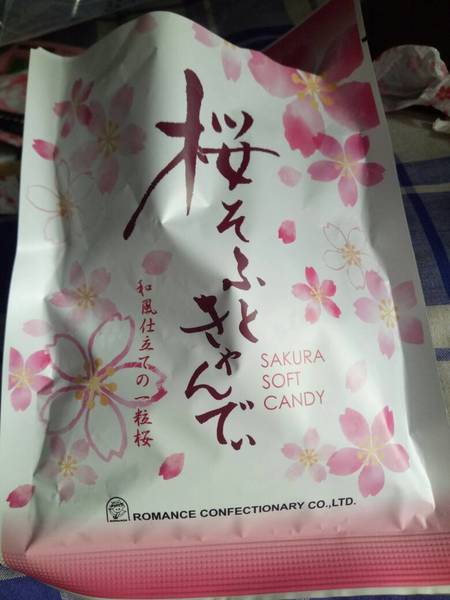 桜そふと
きゃんでぃ
和風仕立ての一粒桜
SAKURA
SOFT
CANDY
ROMANCE CONFECTIONARY CO.,LTD.